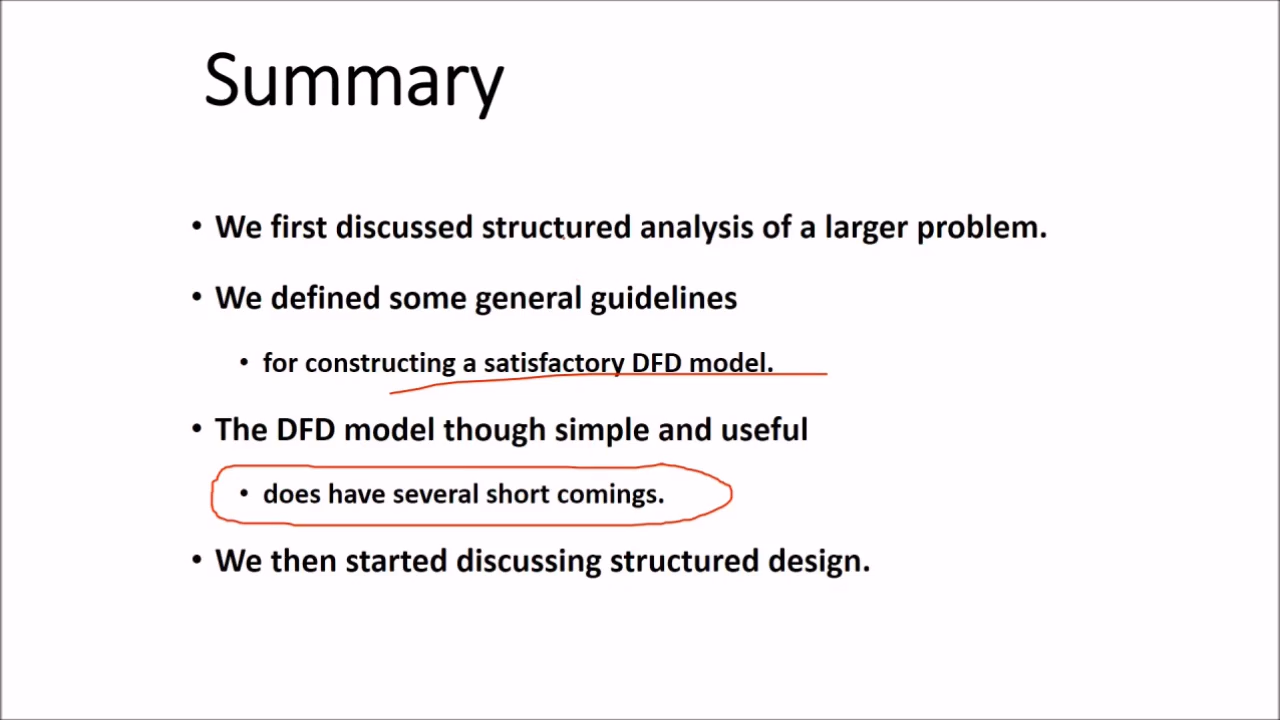 Summary
• We first discussed structured analysis of a larger problem.
• We defined some general guidelines
• for constructing a satisfactory DFD model.
• The DFD model though simple and useful
• does have several short comings.
• We then started discussing structured design.